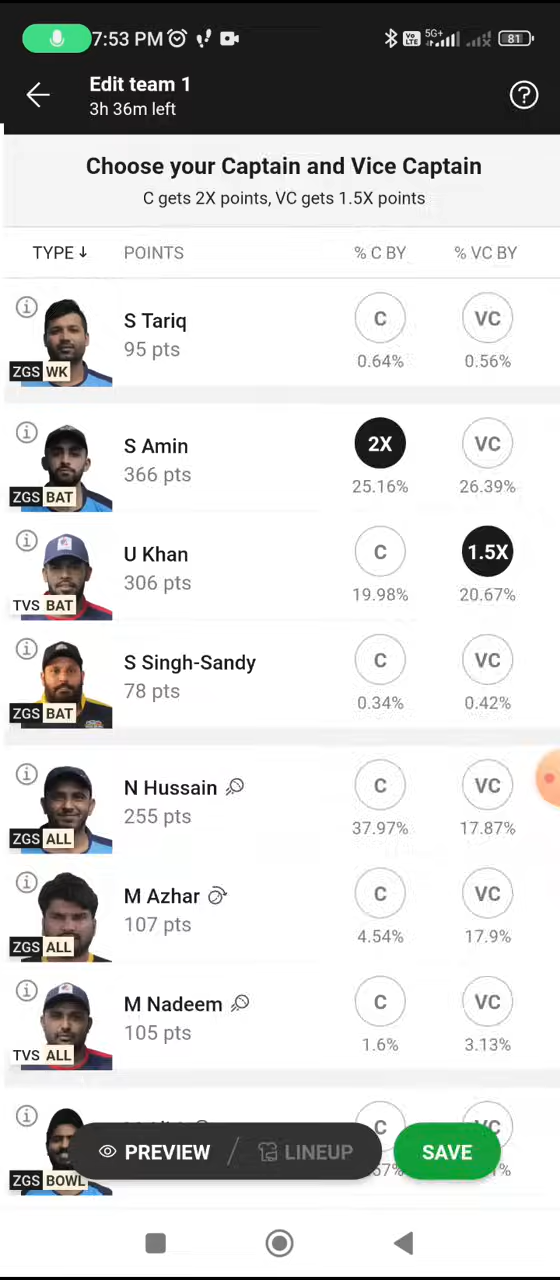 7:53 PM
Vo LTE 5G+ 81
Edit team 1
3h 36m left
Choose your Captain and Vice Captain
C gets 2X points, VC gets 1.5X points
TYPE↓ POINTS % C BY % VC BY
S Tariq C VC
95 pts 0.64% 0.56%
ZGS WK
S Amin 2X VC
366 pts 25.16% 26.39%
ZGS BAT
U Khan C 1.5X
306 pts 19.98% 20.67%
TVS BAT
S Singh-Sandy C VC
78 pts 0.34% 0.42%
ZGS BAT
N Hussain C VC
255 pts 37.97% 17.87%
ZGS ALL
M Azhar C VC
107 pts 4.54% 17.9%
ZGS ALL
M Nadeem C VC
105 pts 1.6% 3.13%
TVS ALL
C VC
PREVIEW / LINEUP SAVE
ZGS BOWL